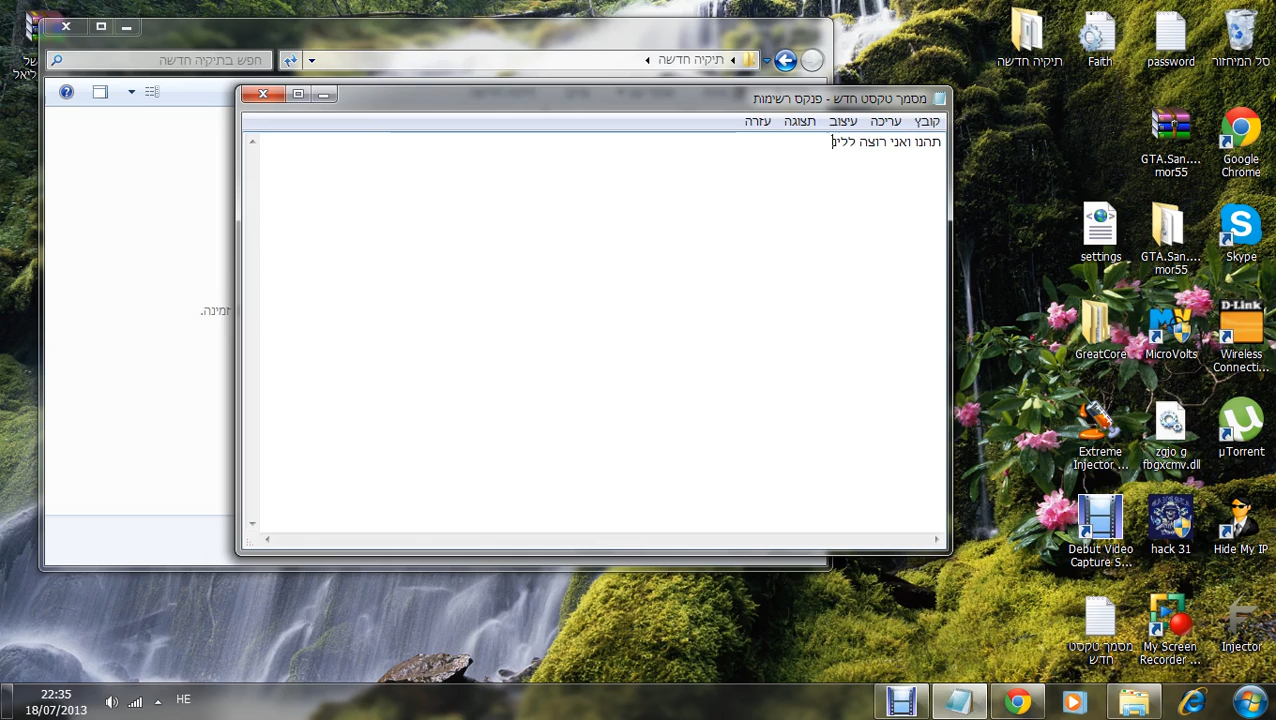 חפש בתיקיה חדשה
תיקיה חדשה
זמינה.
מסמך טקסט חדש - פנקס רשימות
קובץ
עריכה
עיצוב
תצוגה
עזרה
תהנו ואני רוצה ללינ
תיקיה חדשה
Faith
password
סל המיחזור
GTA.San....
mor55
Google
Chrome
settings
GTA.San....
mor55
Skype
GreatCore
MicroVolts
D-Link
Wireless
Connecti...
Extreme
Injector ...
zgjo g
fbgxcmv.dll
µTorrent
Debut Video
Capture S...
hack 31
Hide My IP
מסמך טקסט
חדש
My Screen
Recorder ...
Injector
22:35
18/07/2013
HE